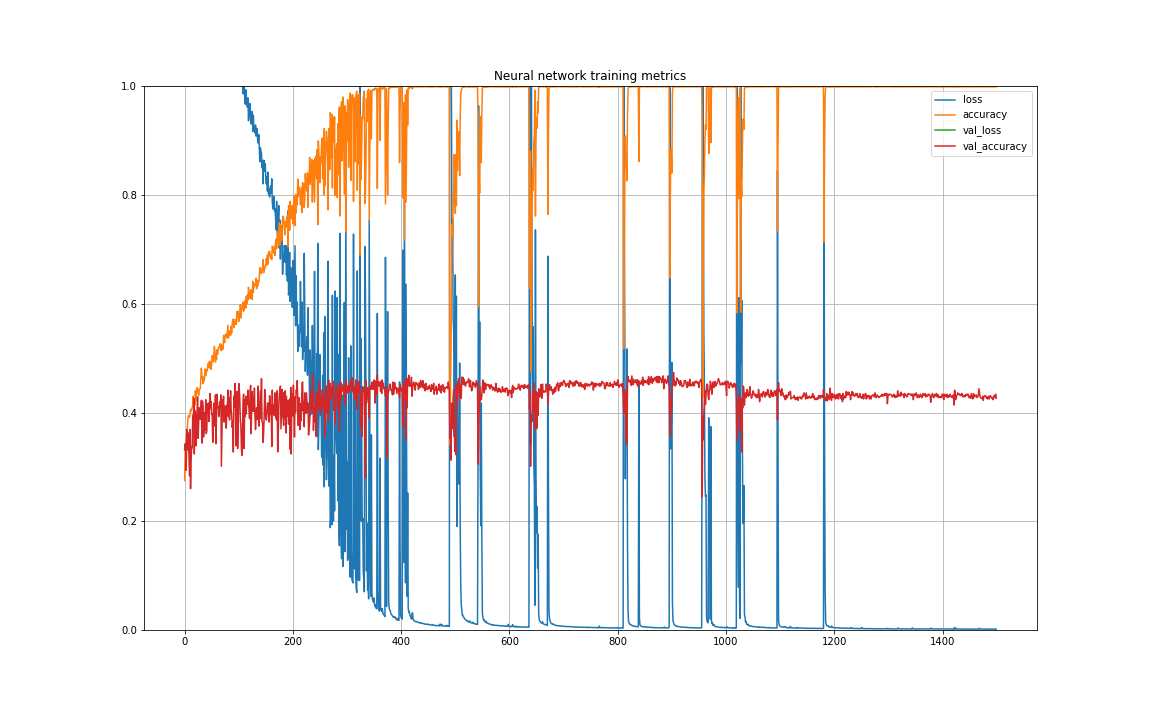 Neural network training metrics
1.0
0.8
0.6
0.4
0.2
0.0
0 200 400 600 800 1000 1200 1400
loss
accuracy
val_loss
val_accuracy